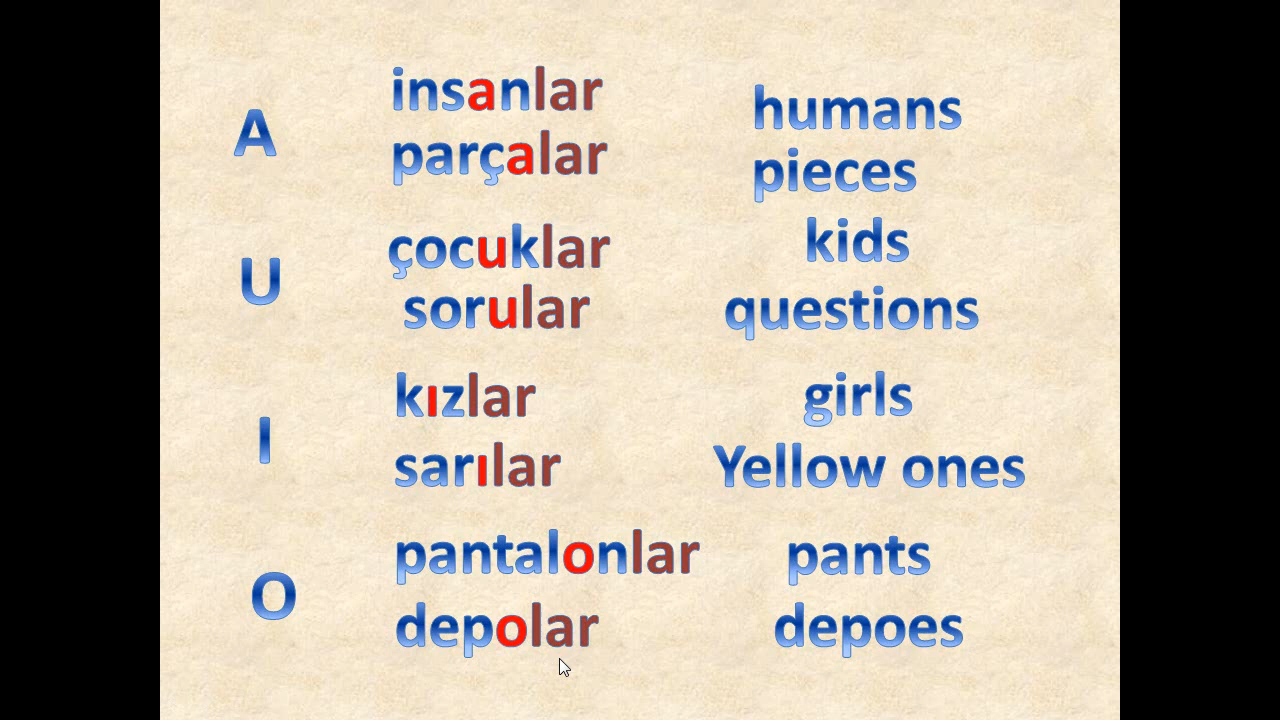 A
insanlar humans
parçalar pieces
U
çocuklar kids
sorular questions
I
kızlar girls
sarılar Yellow ones
O
pantalonlar pants
depolar depoes